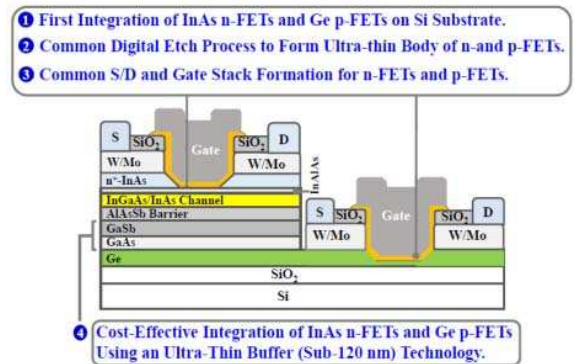 ❶ First Integration of InAs n-FETs and Ge p-FETs on Si Substrate.
❷ Common Digital Etch Process to Form Ultra-thin Body of n-and p-FETs.
❸ Common S/D and Gate Stack Formation for n-FETs and p-FETs.
S
SiO₂
Gate
SiO₂
D
W/Mo
W/Mo
n⁺-InAs
InAlAs
InGaAs/InAs Channel
AlAsSb Barrier
GaSb
GaAs
S
SiO₂
Gate
SiO₂
D
W/Mo
W/Mo
Ge
SiO₂
Si
❹ Cost-Effective Integration of InAs n-FETs and Ge p-FETs
Using an Ultra-Thin Buffer (Sub-120 nm) Technology.